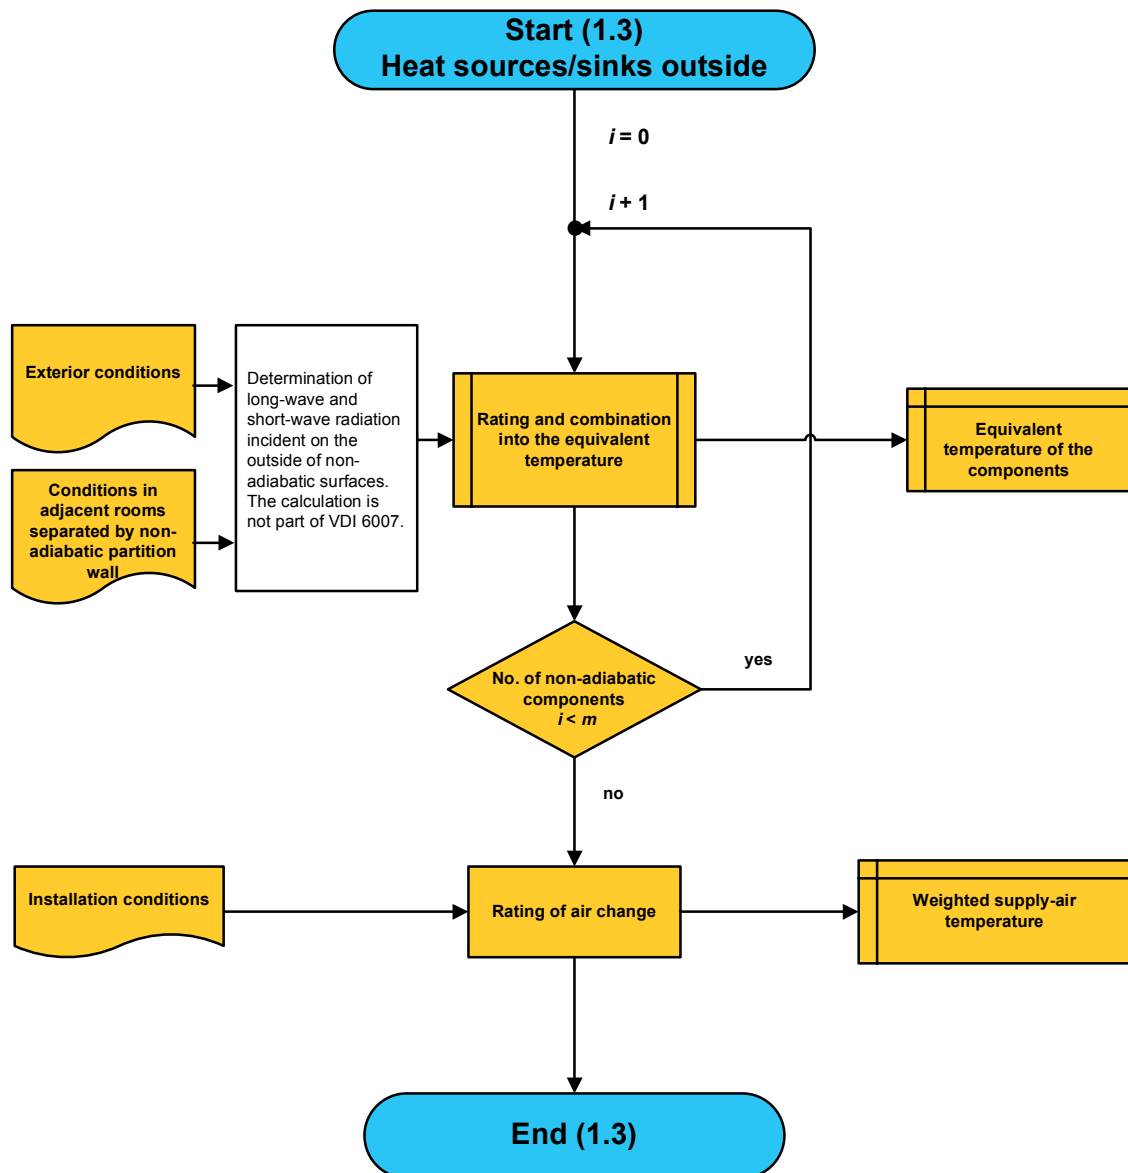 Start (1.3)
Heat sources/sinks outside
i = 0
i + 1
Exterior conditions
Conditions in
adjacent rooms
separated by non-
adiabatic partition
wall
Determination of
long-wave and
short-wave radiation
incident on the
outside of non-
adiabatic surfaces.
The calculation is
not part of VDI 6007.
Rating and combination
into the equivalent
temperature
Equivalent
temperature of the
components
No. of non-adiabatic
components
i < m
yes
no
Installation conditions
Rating of air change
Weighted supply-air
temperature
End (1.3)